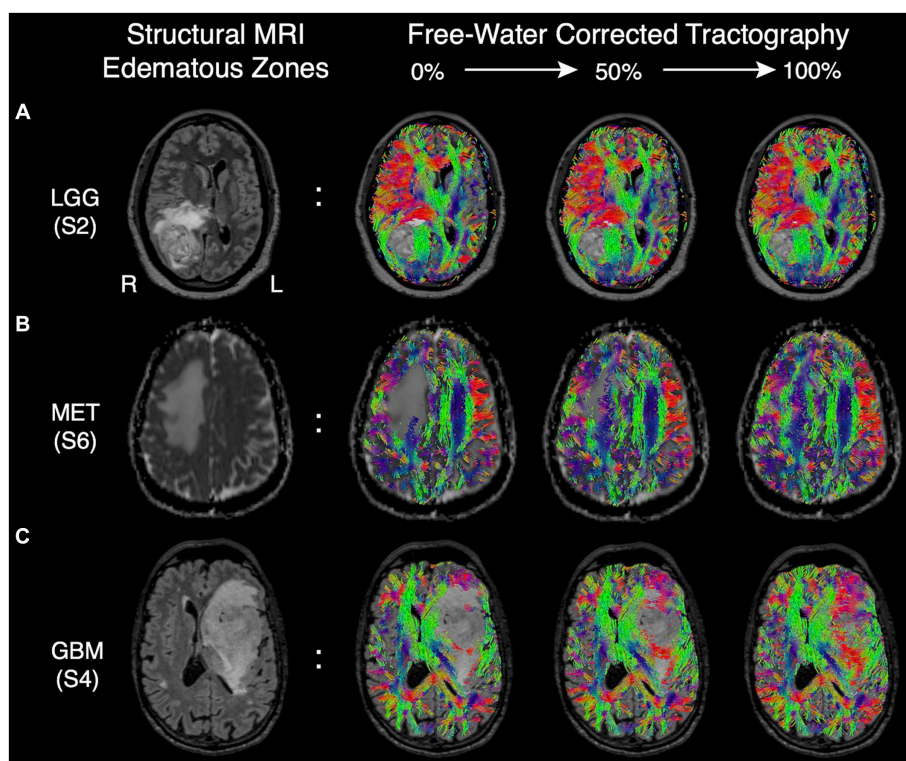 Structural MRI
Edematous Zones
Free-Water Corrected Tractography
0% 50% 100%
A
LGG
(S2)
:
R L
B
MET
(S6)
:
C
GBM
(S4)
: